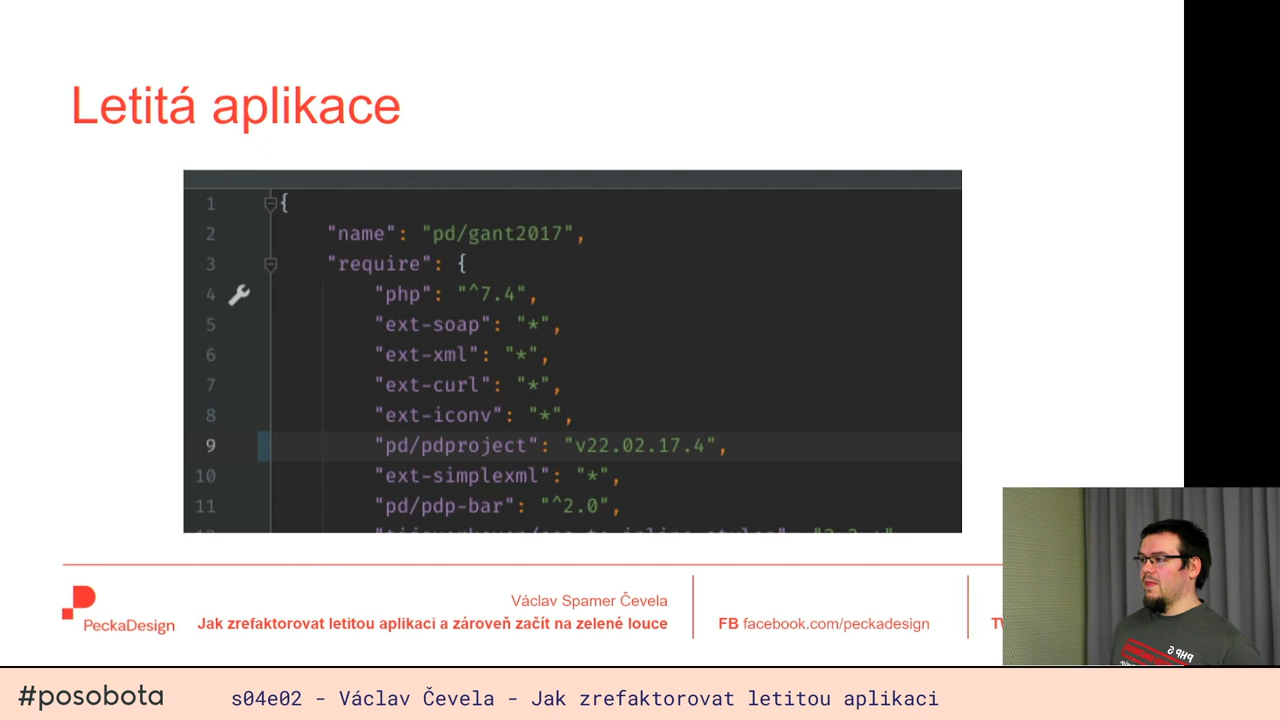 Letitá aplikace
1 {
2 "name": "pd/gant2017",
3 "require": {
4 "php": "^7.4",
5 "ext-soap": "*",
6 "ext-xml": "*",
7 "ext-curl": "*",
8 "ext-iconv": "*",
9 "pd/pdproject": "v22.02.17.4",
10 "ext-simplexml": "*",
11 "pd/pdp-bar": "^2.0",
PeckaDesign
Václav Spamer Čevela
Jak zrefaktorovat letitou aplikaci a zároveň začít na zelené louce
FB facebook.com/peckadesign
#posobota
s04e02 - Václav Čevela - Jak zrefaktorovat letitou aplikaci